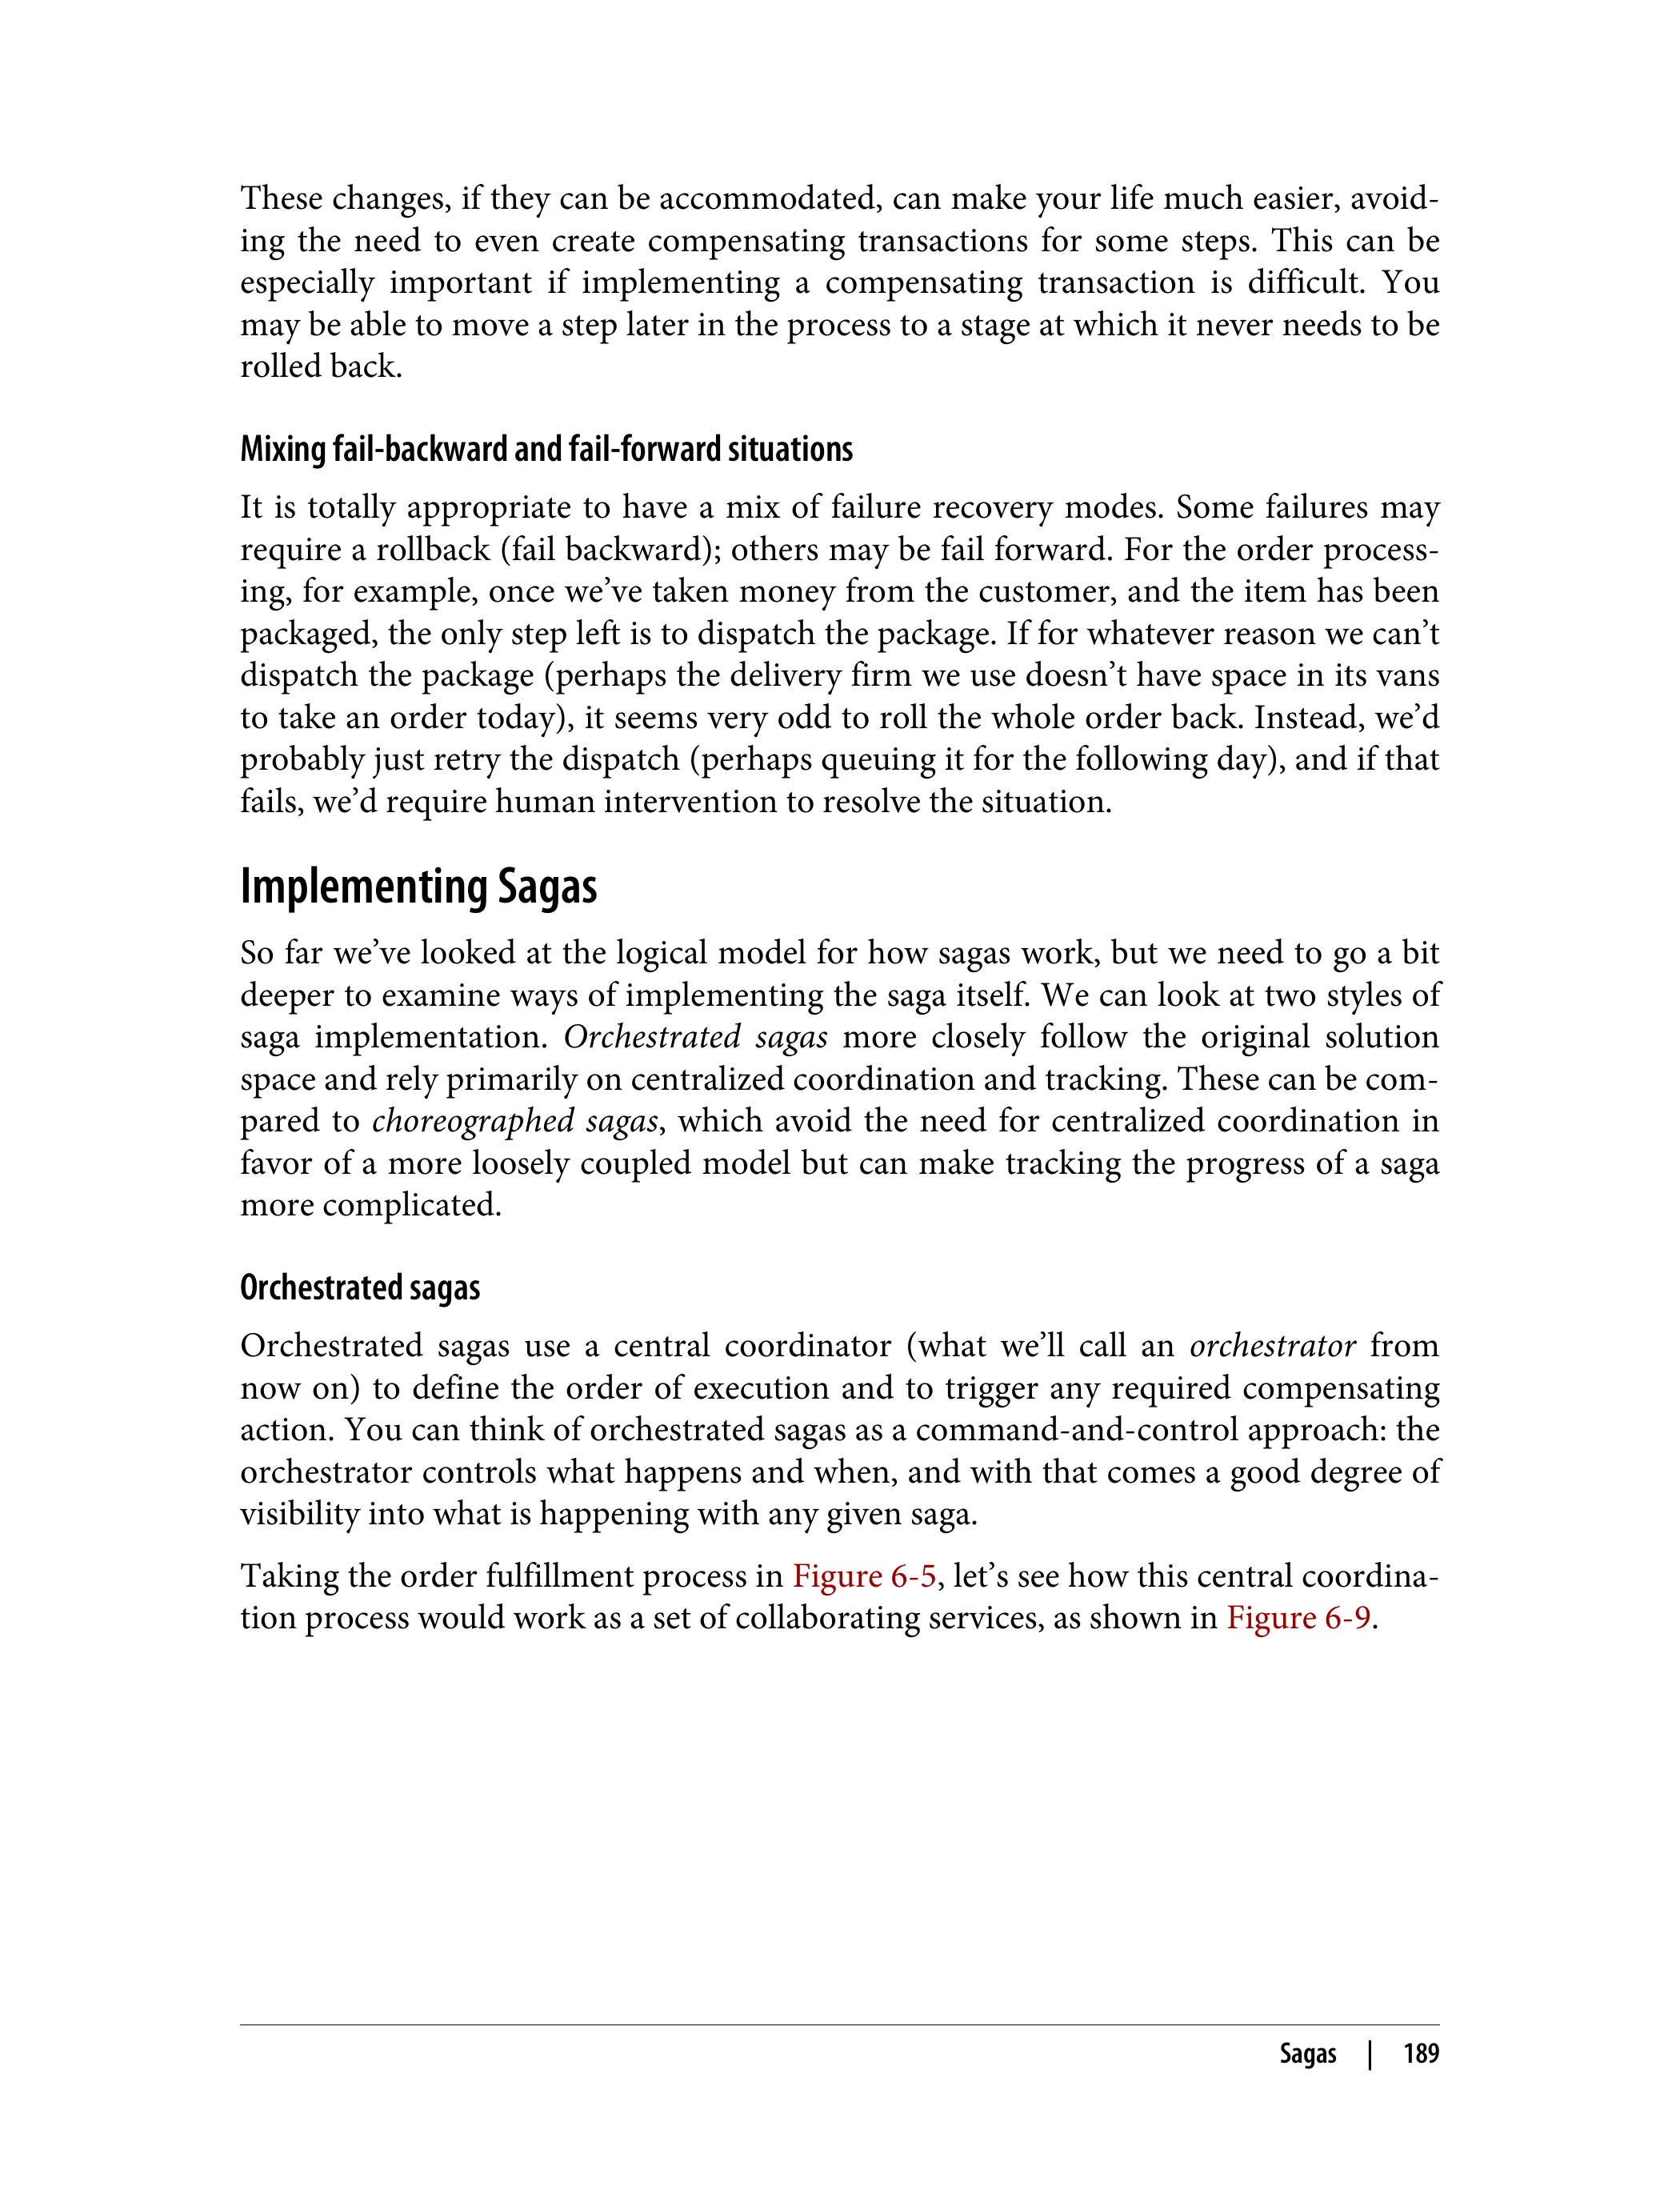 These changes, if they can be accommodated, can make your life much easier, avoid-
ing the need to even create compensating transactions for some steps. This can be
especially important if implementing a compensating transaction is difficult. You
may be able to move a step later in the process to a stage at which it never needs to be
rolled back.
Mixing fail-backward and fail-forward situations
It is totally appropriate to have a mix of failure recovery modes. Some failures may
require a rollback (fail backward); others may be fail forward. For the order process-
ing, for example, once we’ve taken money from the customer, and the item has been
packaged, the only step left is to dispatch the package. If for whatever reason we can’t
dispatch the package (perhaps the delivery firm we use doesn’t have space in its vans
to take an order today), it seems very odd to roll the whole order back. Instead, we’d
probably just retry the dispatch (perhaps queuing it for the following day), and if that
fails, we’d require human intervention to resolve the situation.
Implementing Sagas
So far we’ve looked at the logical model for how sagas work, but we need to go a bit
deeper to examine ways of implementing the saga itself. We can look at two styles of
saga implementation. Orchestrated sagas more closely follow the original solution
space and rely primarily on centralized coordination and tracking. These can be com-
pared to choreographed sagas, which avoid the need for centralized coordination in
favor of a more loosely coupled model but can make tracking the progress of a saga
more complicated.
Orchestrated sagas
Orchestrated sagas use a central coordinator (what we’ll call an orchestrator from
now on) to define the order of execution and to trigger any required compensating
action. You can think of orchestrated sagas as a command-and-control approach: the
orchestrator controls what happens and when, and with that comes a good degree of
visibility into what is happening with any given saga.
Taking the order fulfillment process in Figure 6-5, let’s see how this central coordina-
tion process would work as a set of collaborating services, as shown in Figure 6-9.
Sagas | 189